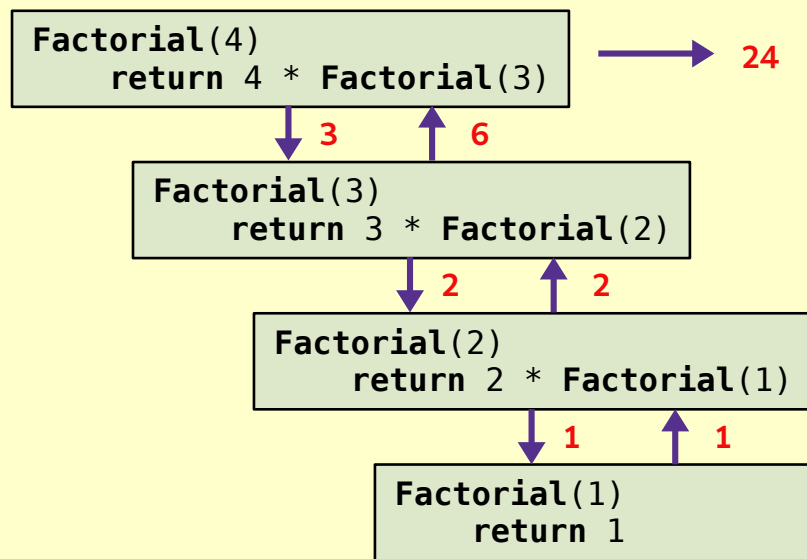 Factorial(4)
return 4 * Factorial(3)
24
3
6
Factorial(3)
return 3 * Factorial(2)
2
2
Factorial(2)
return 2 * Factorial(1)
1
1
Factorial(1)
return 1